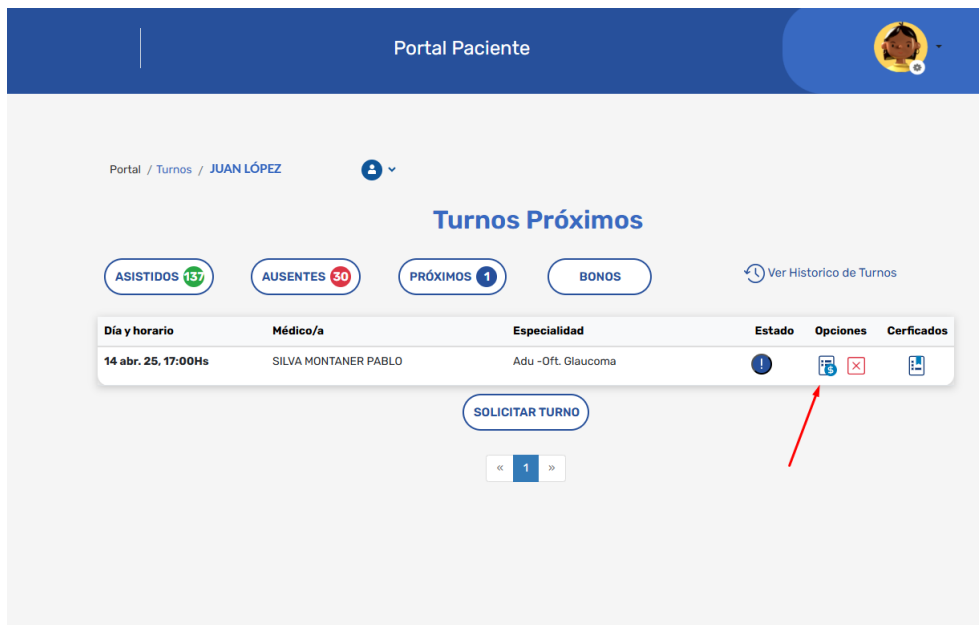 Portal Paciente
Portal / Turnos / JUAN LÓPEZ
Turnos Próximos
ASISTIDOS 137 AUSENTES 30 PRÓXIMOS 1 BONOS Ver Historico de Turnos
Día y horario Médico/a Especialidad Estado Opciones Cerficados
14 abr. 25, 17:00Hs SILVA MONTANER PABLO Adu -Oft. Glaucoma ! $
SOLICITAR TURNO
« 1 »